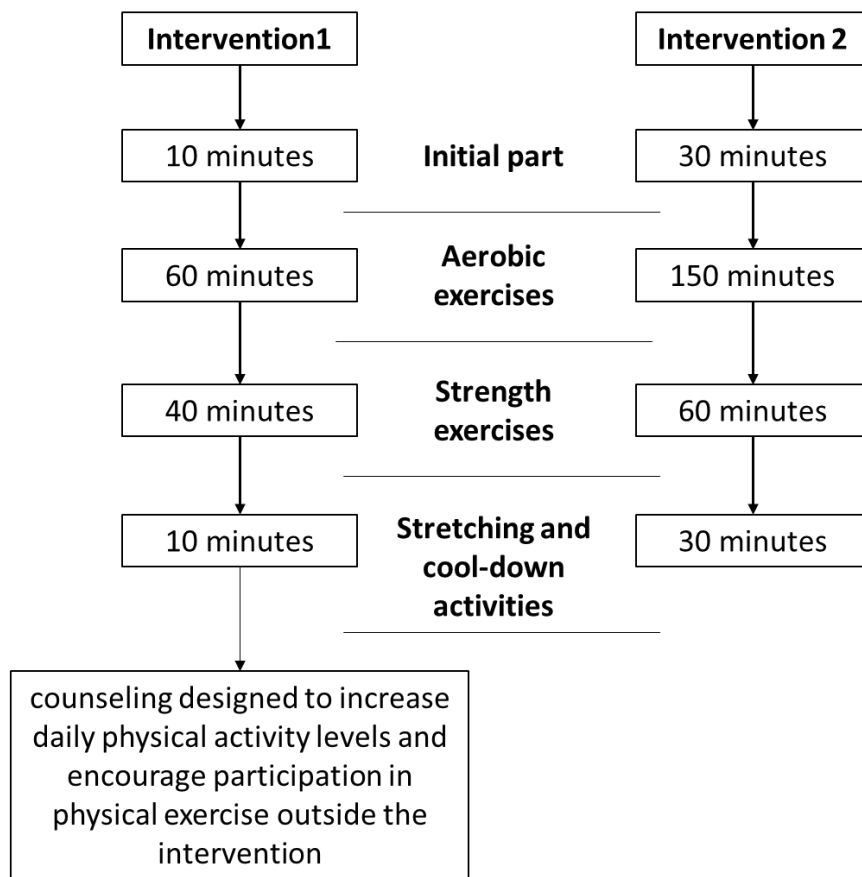 Intervention1
Intervention 2
10 minutes
Initial part
30 minutes
60 minutes
Aerobic
exercises
150 minutes
40 minutes
Strength
exercises
60 minutes
10 minutes
Stretching and
cool-down
activities
30 minutes
counseling designed to increase
daily physical activity levels and
encourage participation in
physical exercise outside the
intervention